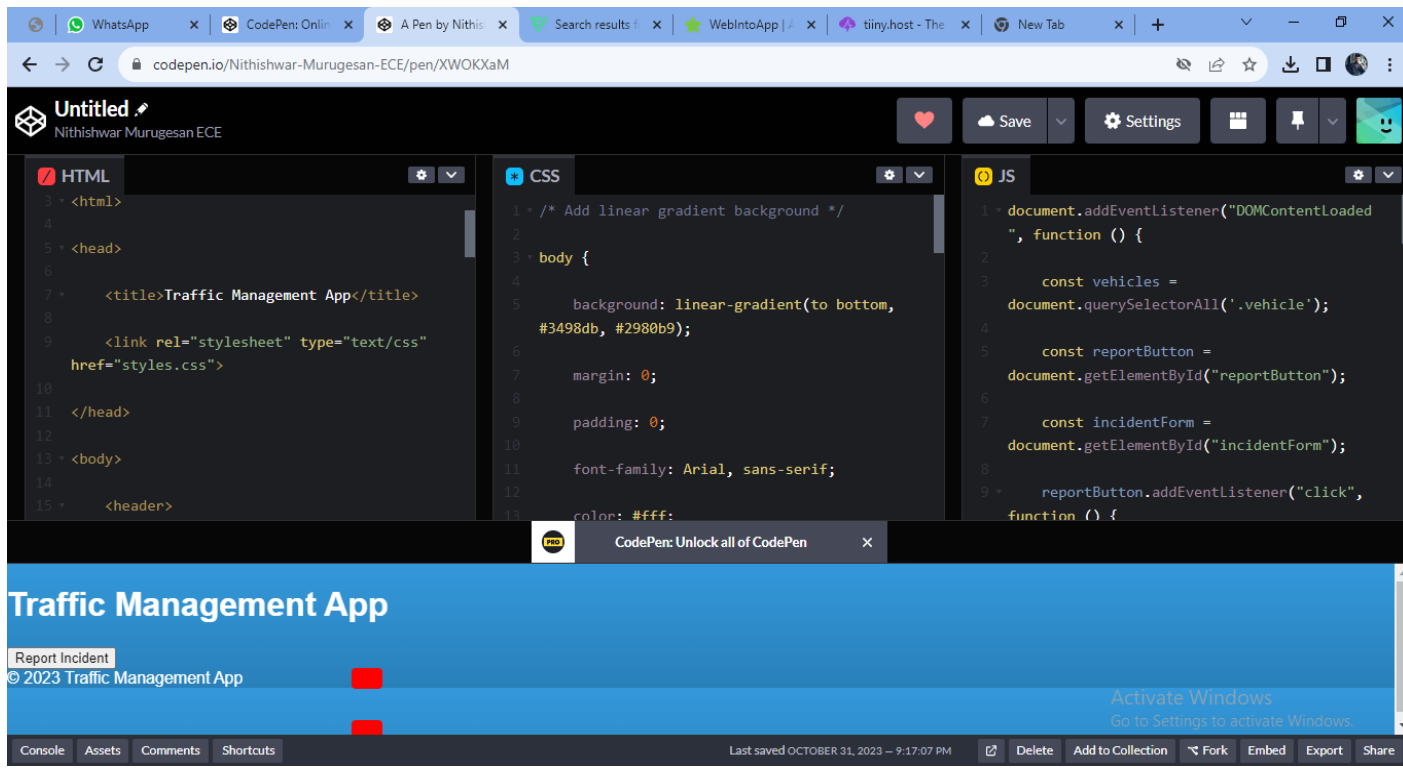 WhatsApp
CodePen: Onlin
A Pen by Nithis
Search results f
WebIntoApp | A
tiiny.host - The
New Tab
codepen.io/Nithishwar-Murugesan-ECE/pen/XWOKXaM
Untitled
Nithishwar Murugesan ECE
Save
Settings
HTML
3 <html>
4
5 <head>
6
7 <title>Traffic Management App</title>
8
9 <link rel="stylesheet" type="text/css"
href="styles.css">
10
11 </head>
12
13 <body>
14
15 <header>
CSS
1 /* Add linear gradient background */
2
3 body {
4
5 background: linear-gradient(to bottom,
#3498db, #2980b9);
6
7 margin: 0;
8
9 padding: 0;
10
11 font-family: Arial, sans-serif;
12
13 color: #fff;
JS
1 document.addEventListener("DOMContentLoaded
", function () {
2
3 const vehicles =
document.querySelectorAll('.vehicle');
4
5 const reportButton =
document.getElementById("reportButton");
6
7 const incidentForm =
document.getElementById("incidentForm");
8
9 reportButton.addEventListener("click",
function () {
PRO
CodePen: Unlock all of CodePen
Traffic Management App
Report Incident
© 2023 Traffic Management App
Activate Windows
Go to Settings to activate Windows.
Console
Assets
Comments
Shortcuts
Last saved OCTOBER 31, 2023 — 9:17:07 PM
Delete
Add to Collection
Fork
Embed
Export
Share